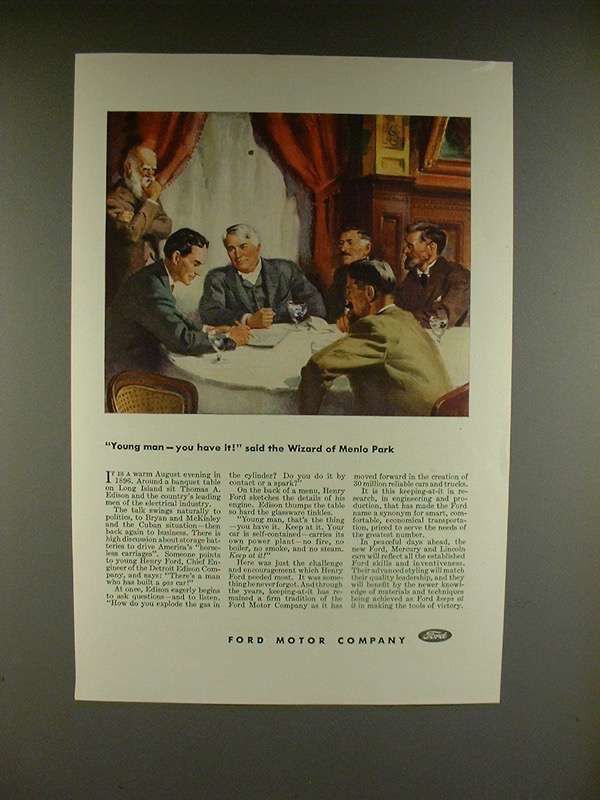 "Young man—you have it!" said the Wizard of Menlo Park
IT IS A warm August evening in
1896. Around a banquet table
on Long Island sit Thomas A.
Edison and the country's leading
men of the electrical industry.
The talk swings naturally to
politics, to Bryan and McKinley
and the Cuban situation—then
back again to business. There is
high discussion about storage bat-
teries to drive America's "horse-
less carriages". Someone points
to young Henry Ford, Chief En-
gineer of the Detroit Edison Com-
pany, and says: "There's a man
who has built a gas car!"
At once, Edison eagerly begins
to ask questions—and to listen.
"How do you explode the gas in
the cylinder? Do you do it by
contact or a spark?"
On the back of a menu, Henry
Ford sketches the details of his
engine. Edison thumps the table
so hard the glassware tinkles.
"Young man, that's the thing
—you have it. Keep at it. Your
car is self-contained—carries its
own power plant—no fire, no
boiler, no smoke, and no steam.
Keep at it!"
Here was just the challenge
and encouragement which Henry
Ford needed most. It was some-
thing he never forgot. And through
the years, keeping-at-it has re-
mained a firm tradition of the
Ford Motor Company as it has
moved forward in the creation of
30 million reliable cars and trucks.
It is this keeping-at-it in re-
search, in engineering and pro-
duction, that has made the Ford
name a synonym for smart, com-
fortable, economical transporta-
tion, priced to serve the needs of
the greatest number.
In peaceful days ahead, the
new Ford, Mercury and Lincoln
cars will reflect all the established
Ford skills and inventiveness.
Their advanced styling will match
their quality leadership, and they
will benefit by the newer knowl-
edge of materials and techniques
being achieved as Ford keeps at
it in making the tools of victory.
FORD MOTOR COMPANY
Ford